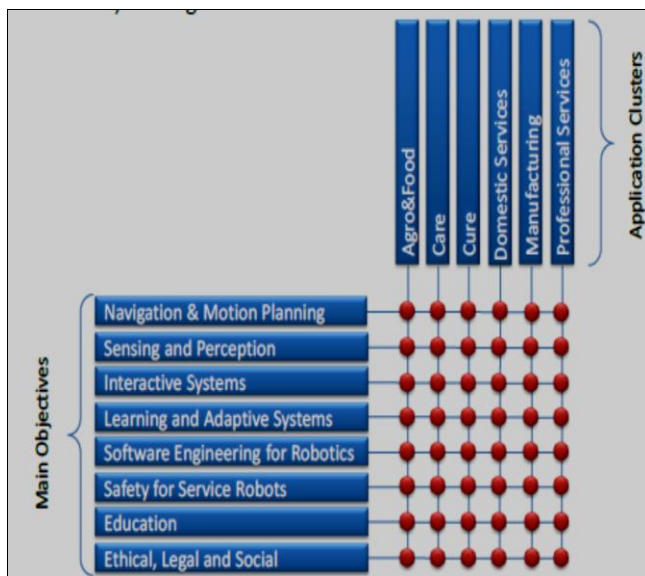 Agro&Food
Care
Cure
Domestic Services
Manufacturing
Professional Services
Application Clusters
Main Objectives
Navigation & Motion Planning
Sensing and Perception
Interactive Systems
Learning and Adaptive Systems
Software Engineering for Robotics
Safety for Service Robots
Education
Ethical, Legal and Social